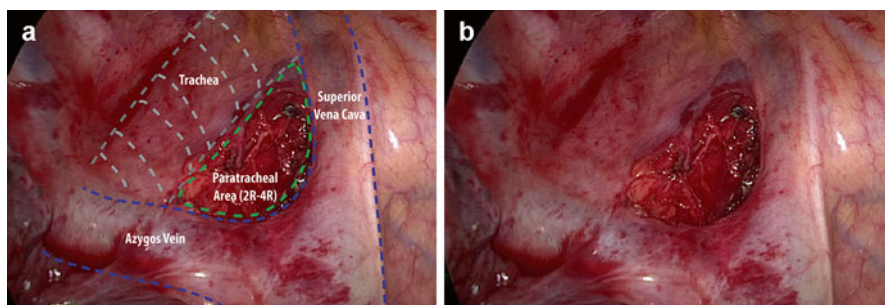 a
Trachea
Superior
Vena Cava
Paratracheal
Area (2R-4R)
Azygos Vein
b